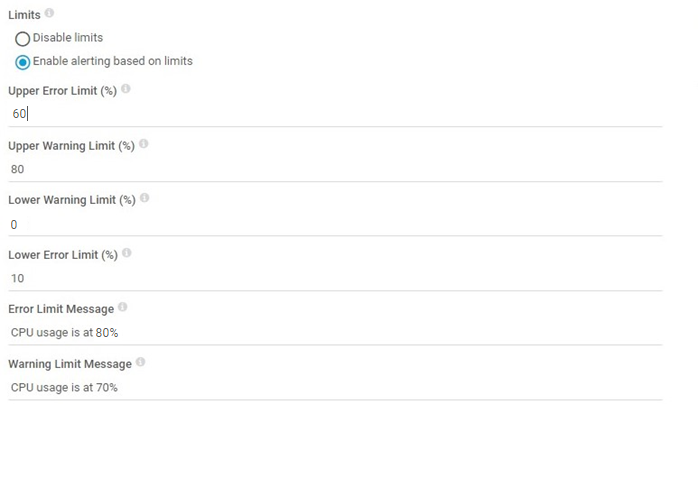 Limits
Disable limits
Enable alerting based on limits
Upper Error Limit (%)
60
Upper Warning Limit (%)
80
Lower Warning Limit (%)
0
Lower Error Limit (%)
10
Error Limit Message
CPU usage is at 80%
Warning Limit Message
CPU usage is at 70%